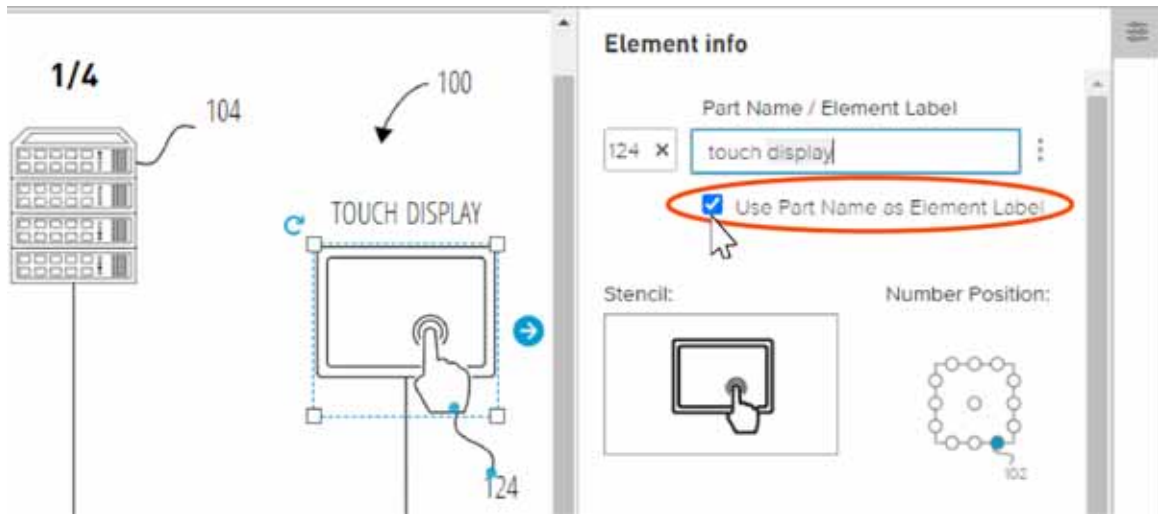 1/4
104
100
TOUCH DISPLAY
124
Element info
Part Name / Element Label
124 ×
touch display
Use Part Name as Element Label
Stencil:
Number Position:
102